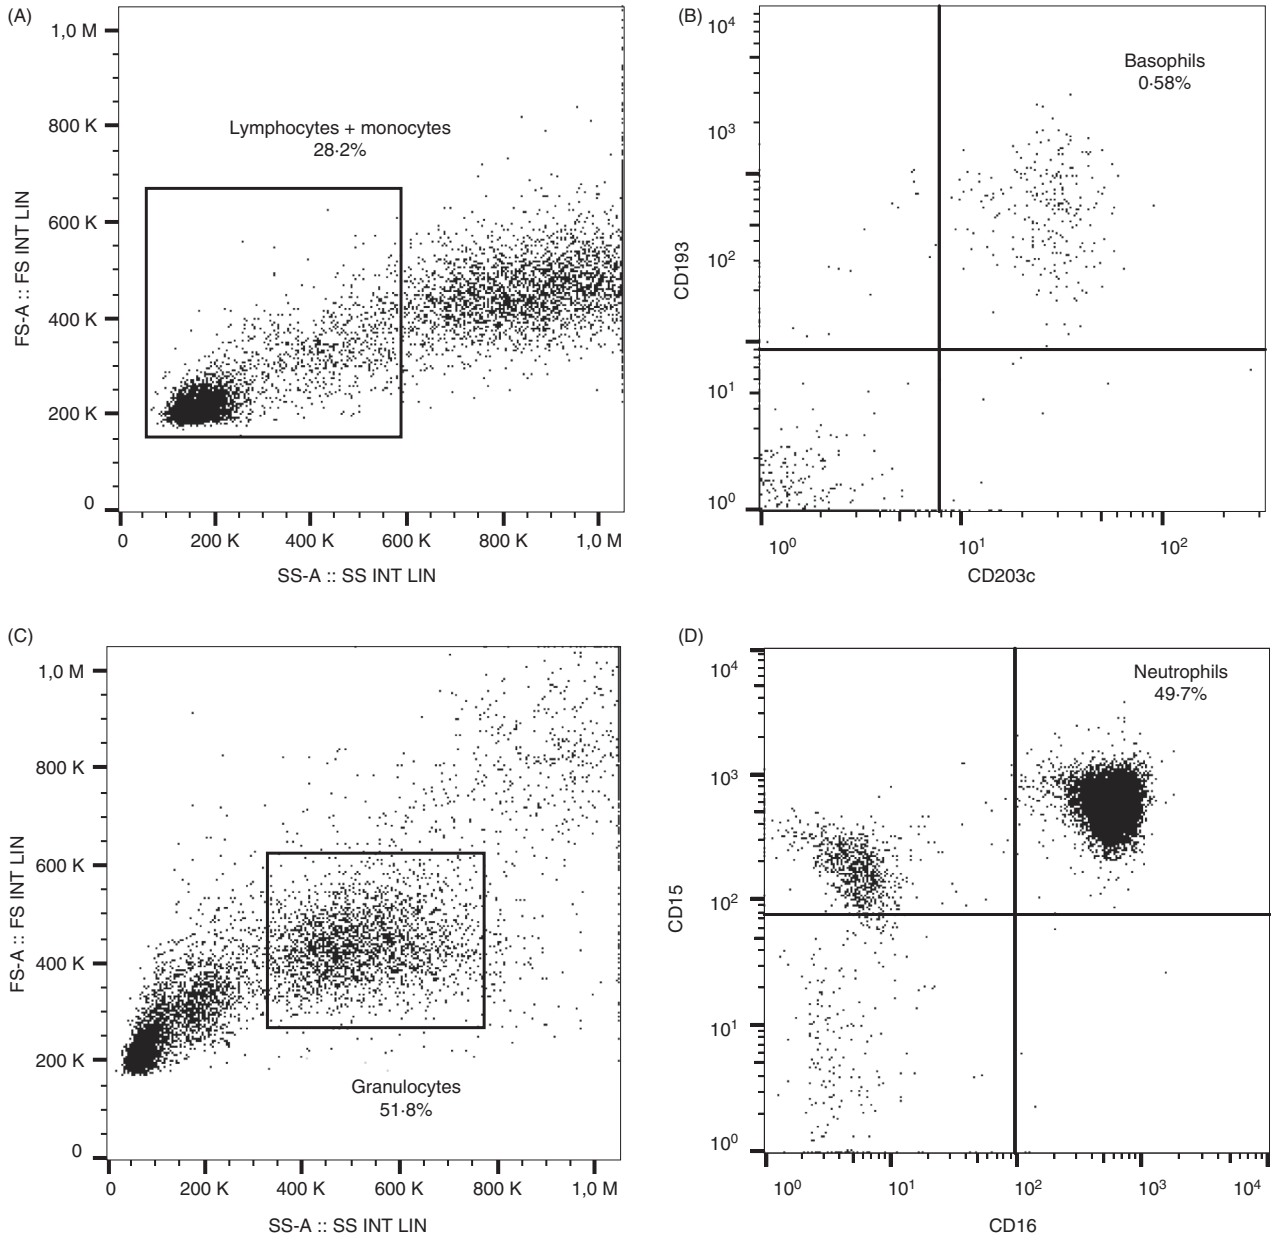 (A)
1,0 M
800 K
600 K
400 K
200 K
0
FS-A :: FS INT LIN
Lymphocytes + monocytes
28·2%
0 200 K 400 K 600 K 800 K 1,0 M
SS-A :: SS INT LIN
(B)
10⁴
10³
10²
10¹
10⁰
CD193
Basophils
0·58%
10⁰ 10¹ 10²
CD203c
(C)
1,0 M
800 K
600 K
400 K
200 K
0
FS-A :: FS INT LIN
Granulocytes
51·8%
0 200 K 400 K 600 K 800 K 1,0 M
SS-A :: SS INT LIN
(D)
10⁴
10³
10²
10¹
10⁰
CD15
Neutrophils
49·7%
10⁰ 10¹ 10² 10³ 10⁴
CD16